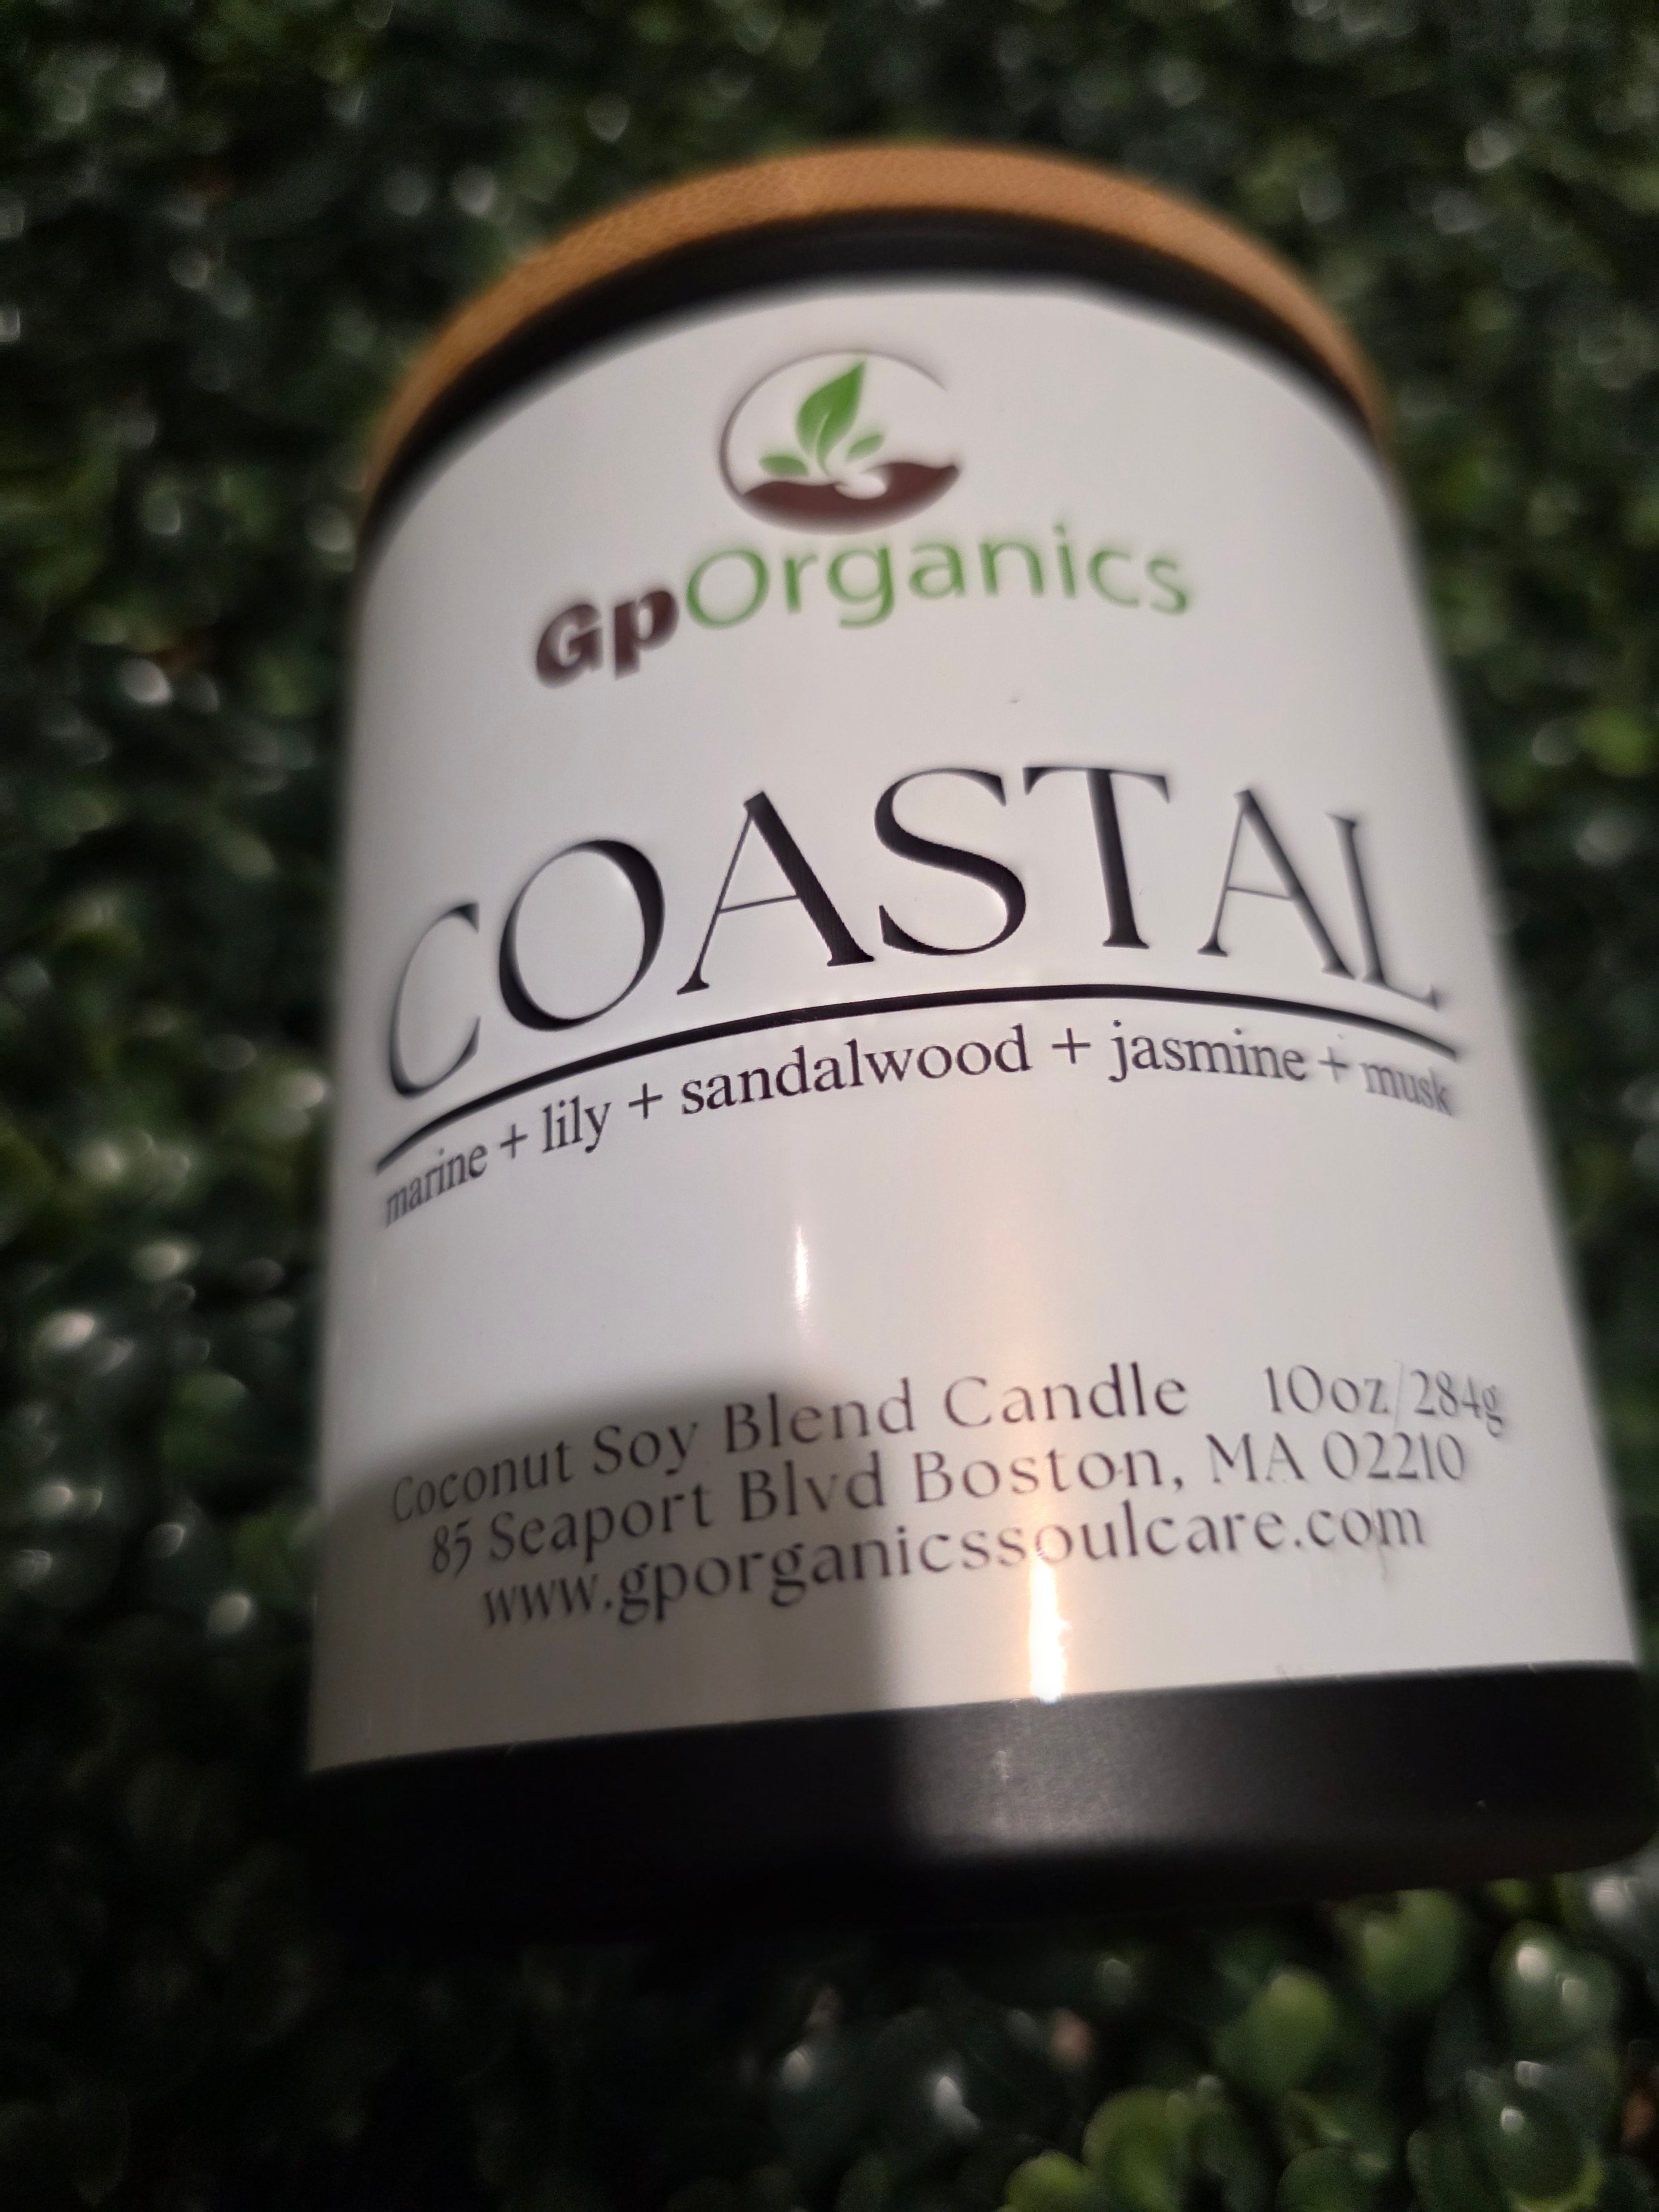 GpOrganics
COASTAL
marine + lily + sandalwood + jasmine + musk
Coconut Soy Blend Candle 10oz/284g
85 Seaport Blvd Boston, MA 02210
www.gporganicssoulcare.com